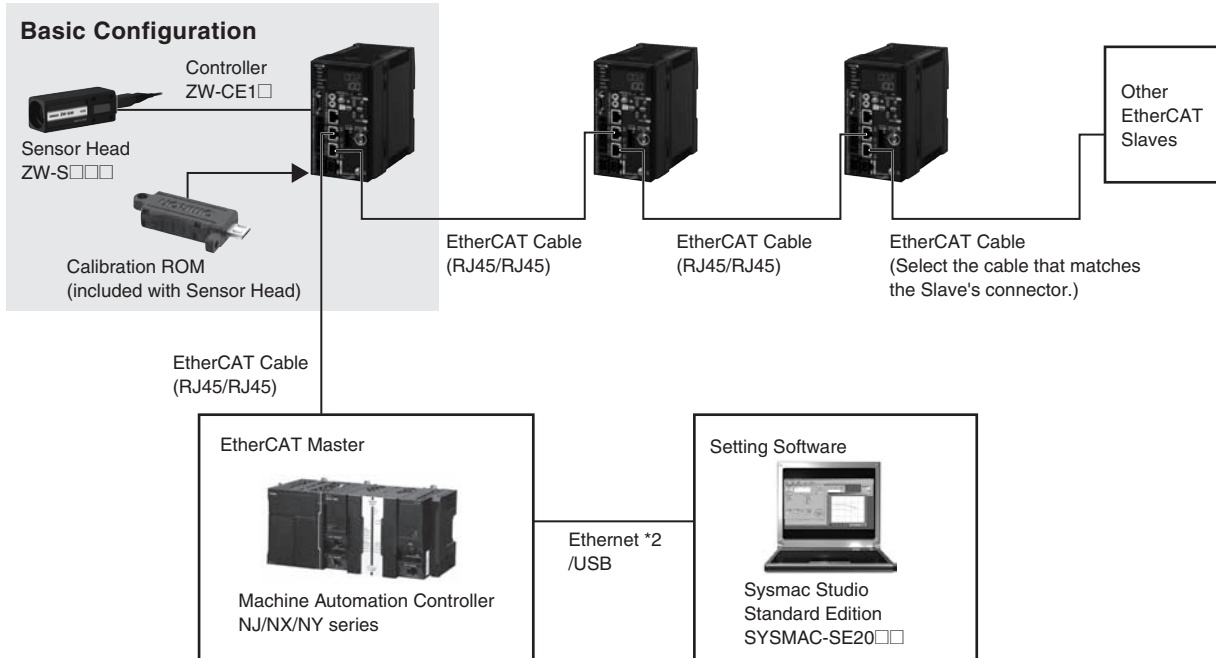 Basic Configuration
Controller
ZW-CE1□
Sensor Head
ZW-S□□□
Calibration ROM
(included with Sensor Head)
EtherCAT Cable
(RJ45/RJ45)
EtherCAT Cable
(RJ45/RJ45)
EtherCAT Cable
(Select the cable that matches
the Slave's connector.)
Other
EtherCAT
Slaves
EtherCAT Cable
(RJ45/RJ45)
EtherCAT Master
Machine Automation Controller
NJ/NX/NY series
Ethernet *2
/USB
Setting Software
Sysmac Studio
Standard Edition
SYSMAC-SE20□□